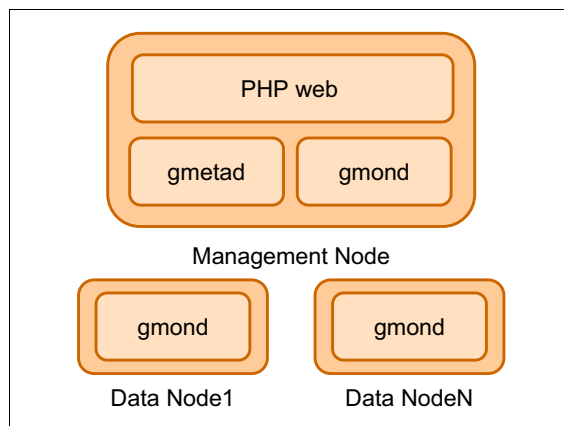 PHP web
gmetad gmond
Management Node
gmond gmond
Data Node1 Data NodeN